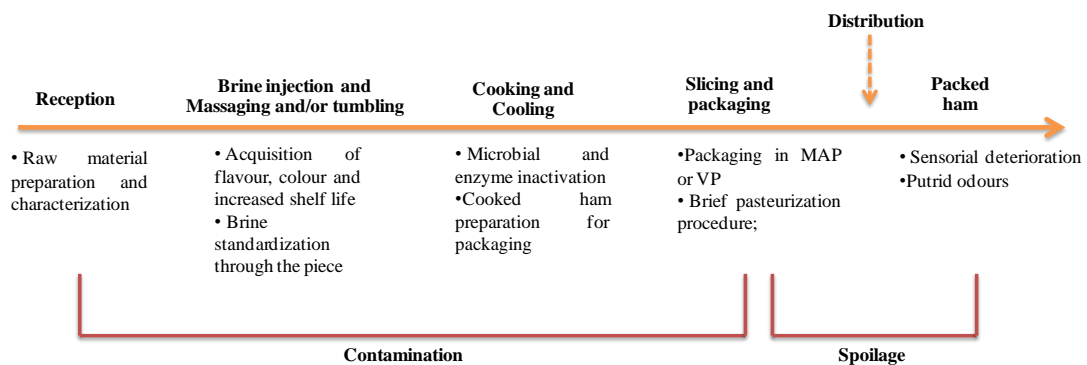 Distribution
Reception
Brine injection and
Massaging and/or tumbling
Cooking and
Cooling
Slicing and
packaging
Packed
ham
• Raw material
preparation and
characterization
• Acquisition of
flavour, colour and
increased shelf life
• Brine
standardization
through the piece
• Microbial and
enzyme inactivation
• Cooked ham
preparation for
packaging
•Packaging in MAP
or VP
• Brief pasteurization
procedure;
• Sensorial deterioration
•Putrid odours
Contamination
Spoilage